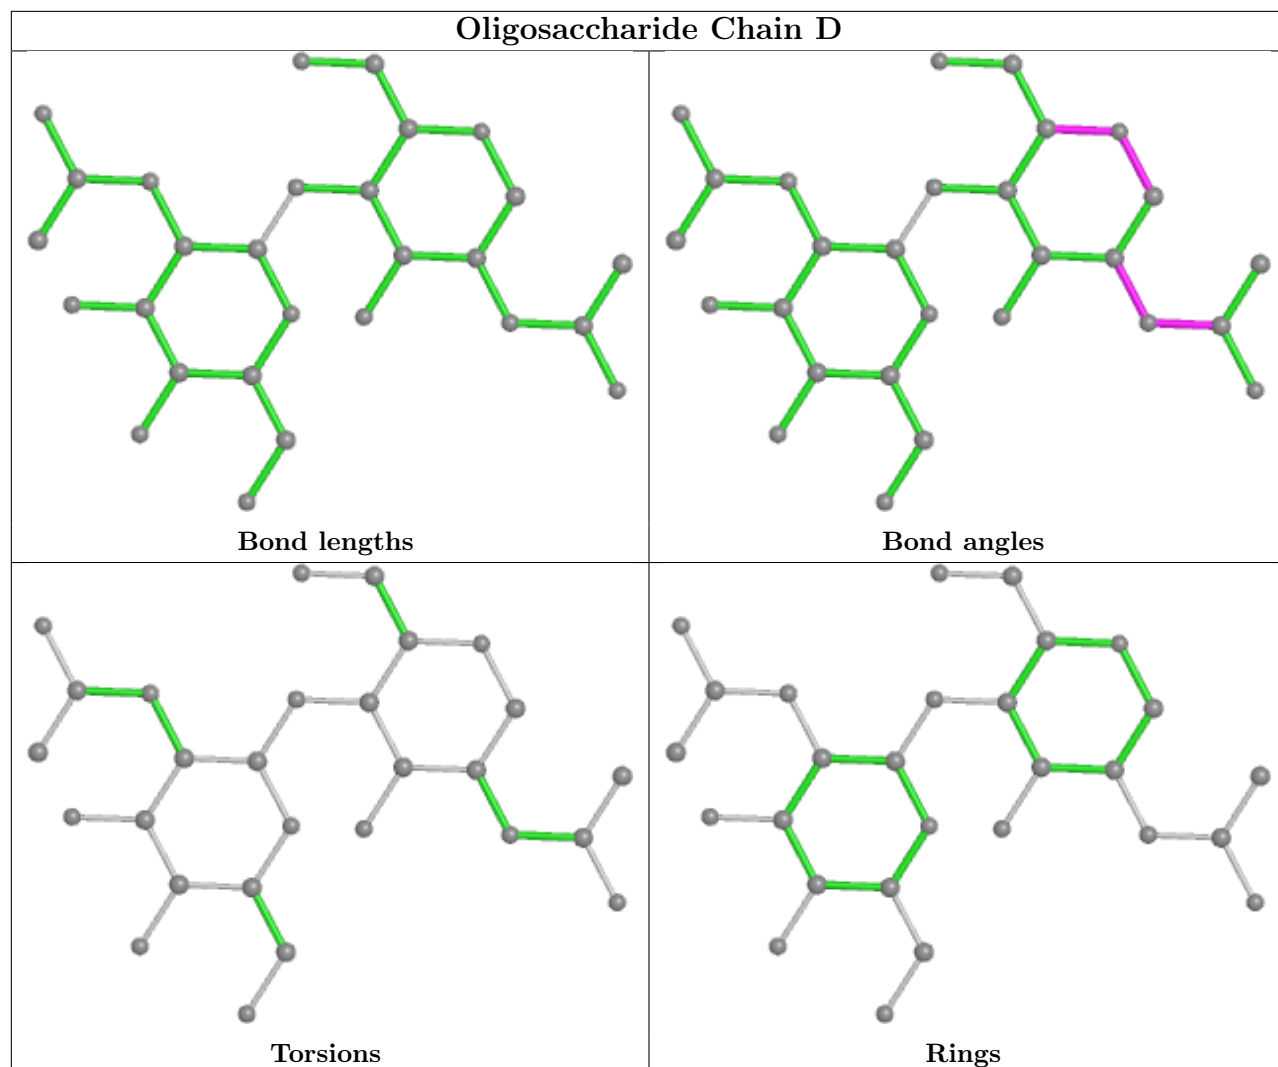 Oligosaccharide Chain D
Bond lengths
Bond angles
Torsions
Rings